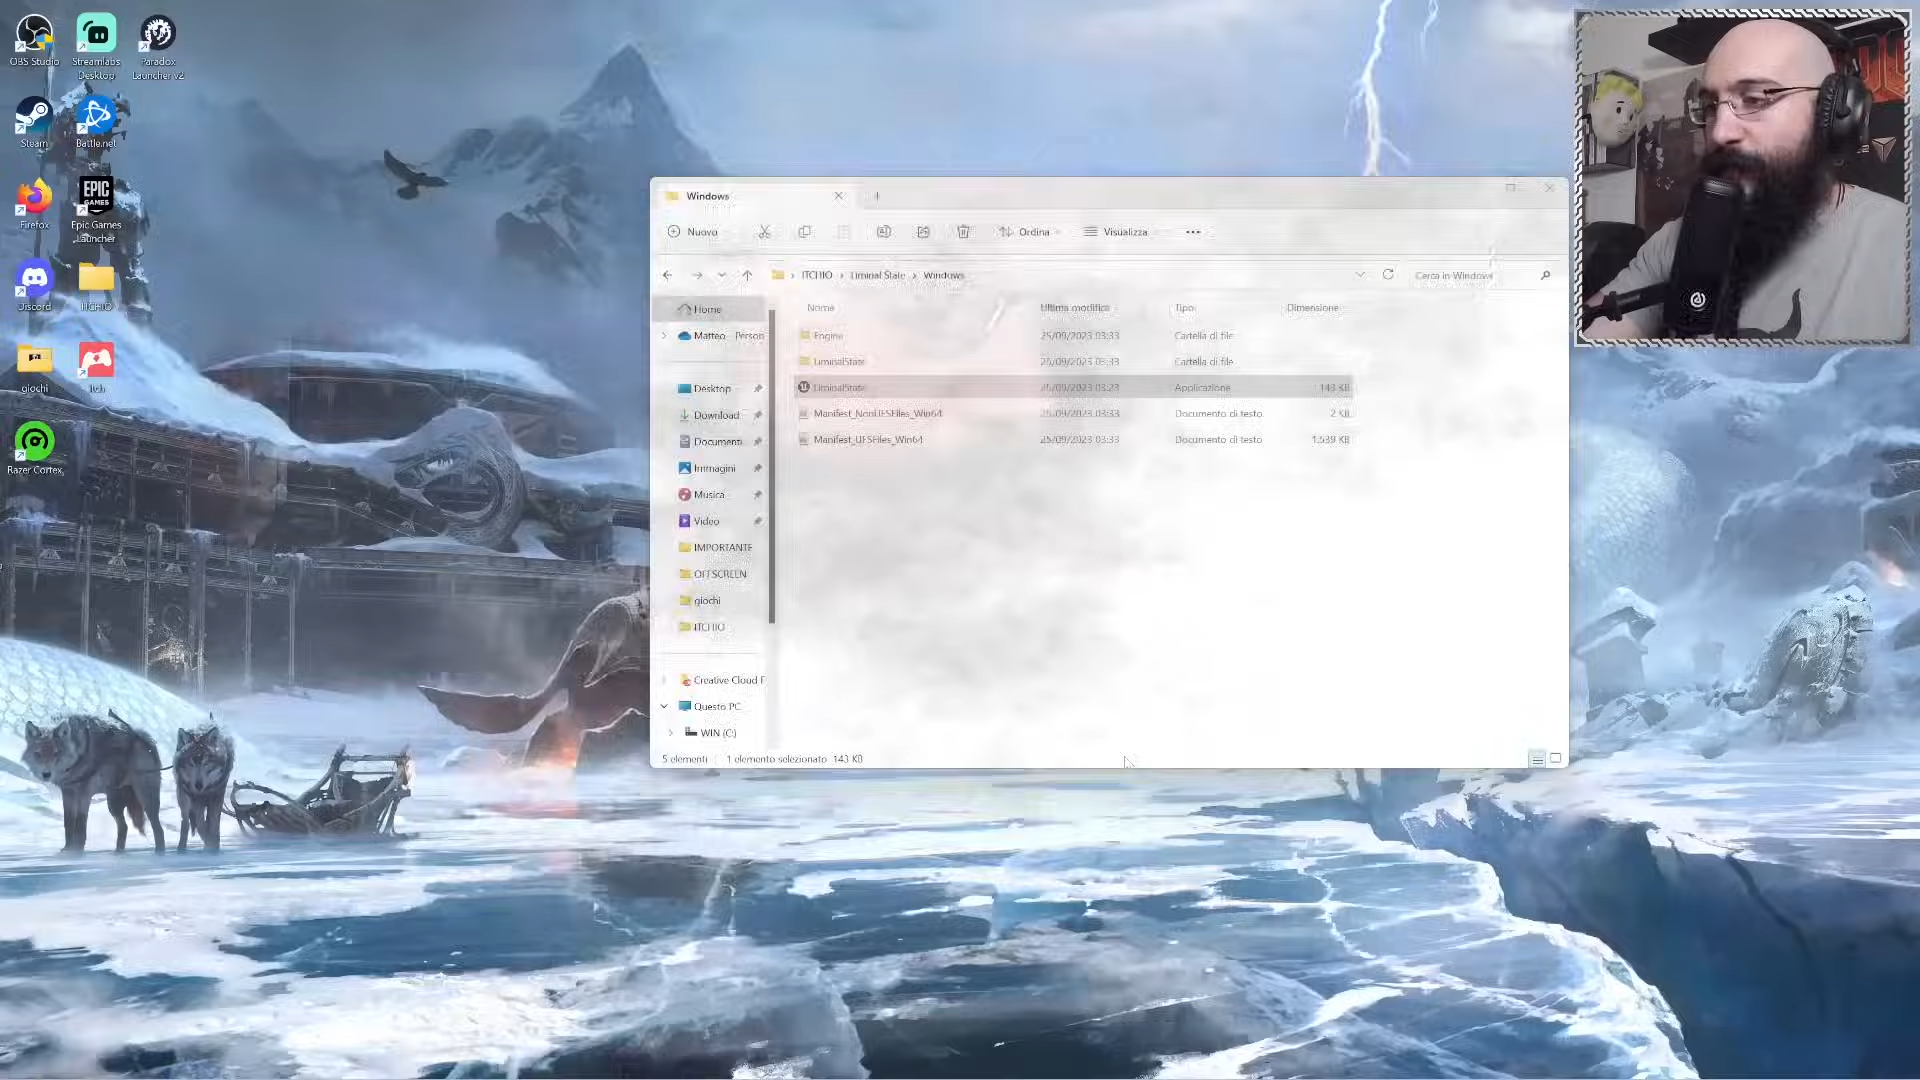 OBS Studio
Streamlabs Desktop
Paradox Launcher v2
Steam
Battle.net
Firefox
EPIC GAMES
Epic Games Launcher
Discord
ITCHIO
giochi
itch
Razer Cortex
Windows
Nuovo
Ordina
Visualizza
ITCHIO > Liminal State > Windows
Cerca in Windows
Home
Matteo - Person
Desktop
Download
Documenti
Immagini
Musica
Video
IMPORTANTE
OFFSCREEN
giochi
ITCHIO
Creative Cloud F
Questo PC
WIN (C:)
Nome Ultima modifica Tipo Dimensione
Engine 25/09/2023 03:33 Cartella di file
LiminalState 25/09/2023 03:33 Cartella di file
LiminalState 25/09/2023 03:23 Applicazione 143 KB
Manifest_NonUFSFiles_Win64 25/09/2023 03:33 Documento di testo 2 KB
Manifest_UFSFiles_Win64 25/09/2023 03:33 Documento di testo 1.539 KB
5 elementi 1 elemento selezionato 143 KB